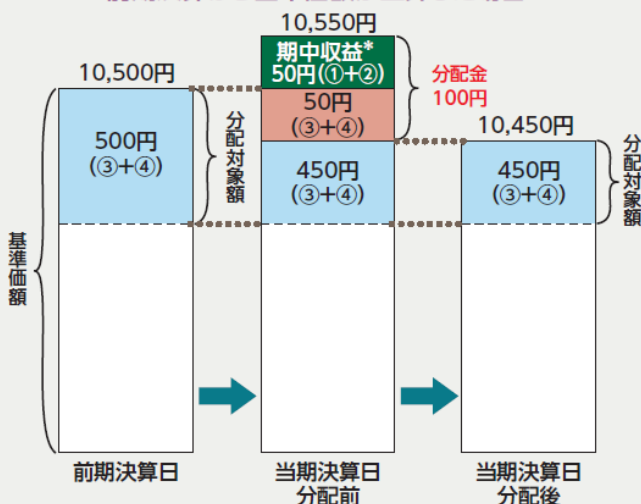 10,550円
期中収益*
50円(①+②)
分配金
100円
10,500円
50円
(③+④)
10,450円
500円
(③+④)
分配対象額
450円
(③+④)
450円
(③+④)
分配対象額
基準価額
前期決算日
当期決算日
分配前
当期決算日
分配後